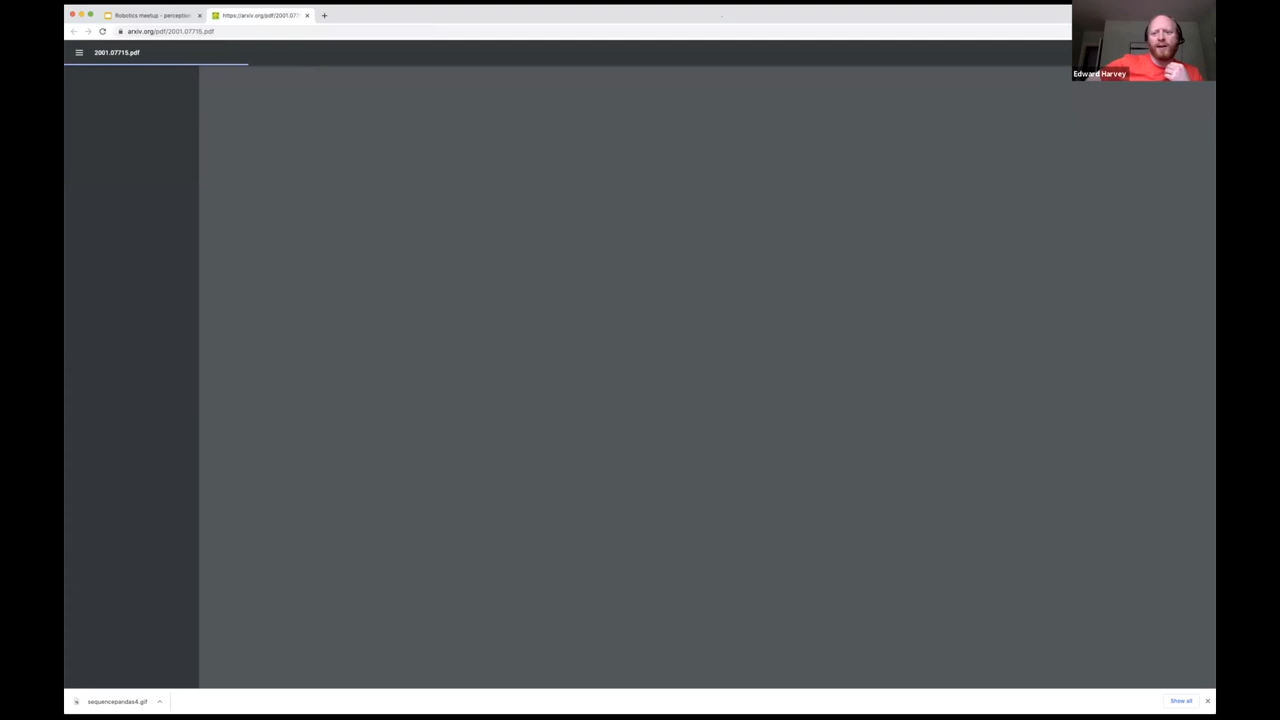 Robotics meetup - perception
https://arxiv.org/pdf/2001.077
arxiv.org/pdf/2001.07715.pdf
2001.07715.pdf
Edward Harvey
sequencepandas4.gif
Show all